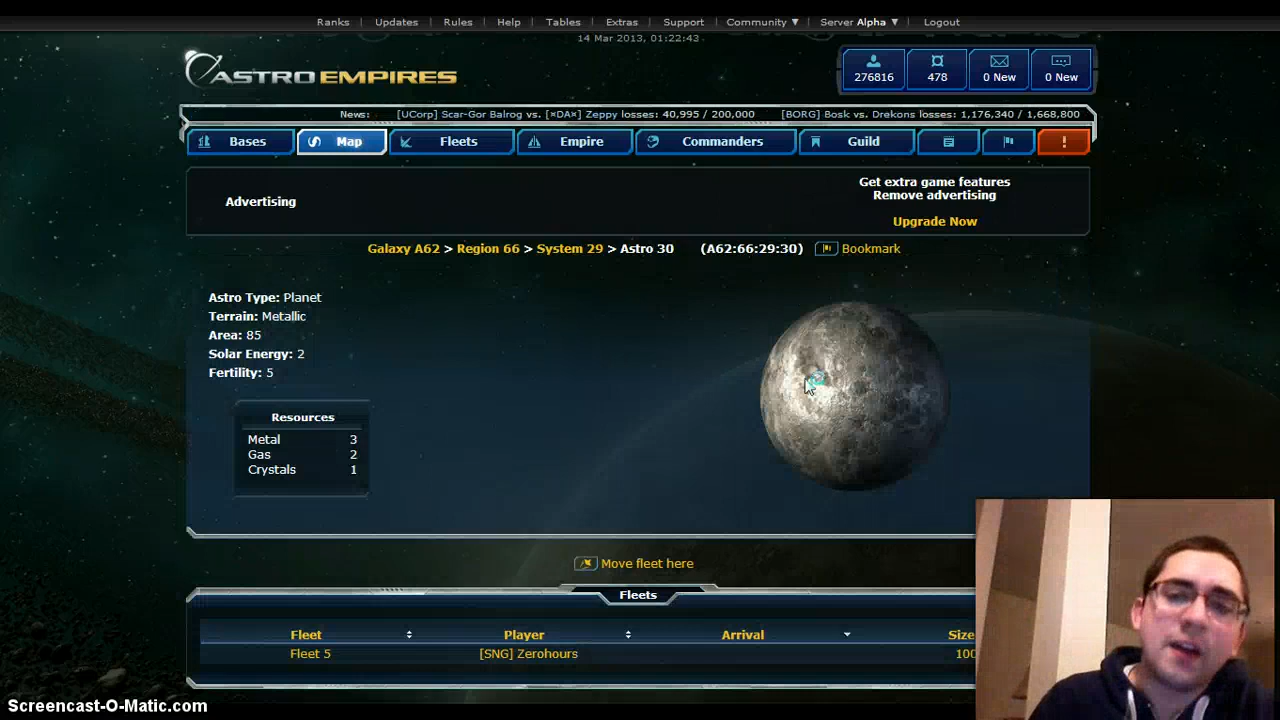 Ranks Updates Rules Help Tables Extras Support Community ▼ Server Alpha ▼ Logout
14 Mar 2013, 01:22:43
ASTROEMPIRES
276816 478 0 New 0 New
News: [UCorp] Scar-Gor Balrog vs. [×DA×] Zeppy losses: 40,995 / 200,000 [BORG] Bosk vs. Drekons losses: 1,176,340 / 1,668,800
Bases Map Fleets Empire Commanders Guild !
Advertising
Get extra game features
Remove advertising
Upgrade Now
Galaxy A62 > Region 66 > System 29 > Astro 30 (A62:66:29:30) Bookmark
Astro Type: Planet
Terrain: Metallic
Area: 85
Solar Energy: 2
Fertility: 5
Resources
Metal 3
Gas 2
Crystals 1
Move fleet here
Fleets
Fleet Player Arrival Size
Fleet 5 [SNG] Zerohours 100
Screencast-O-Matic.com